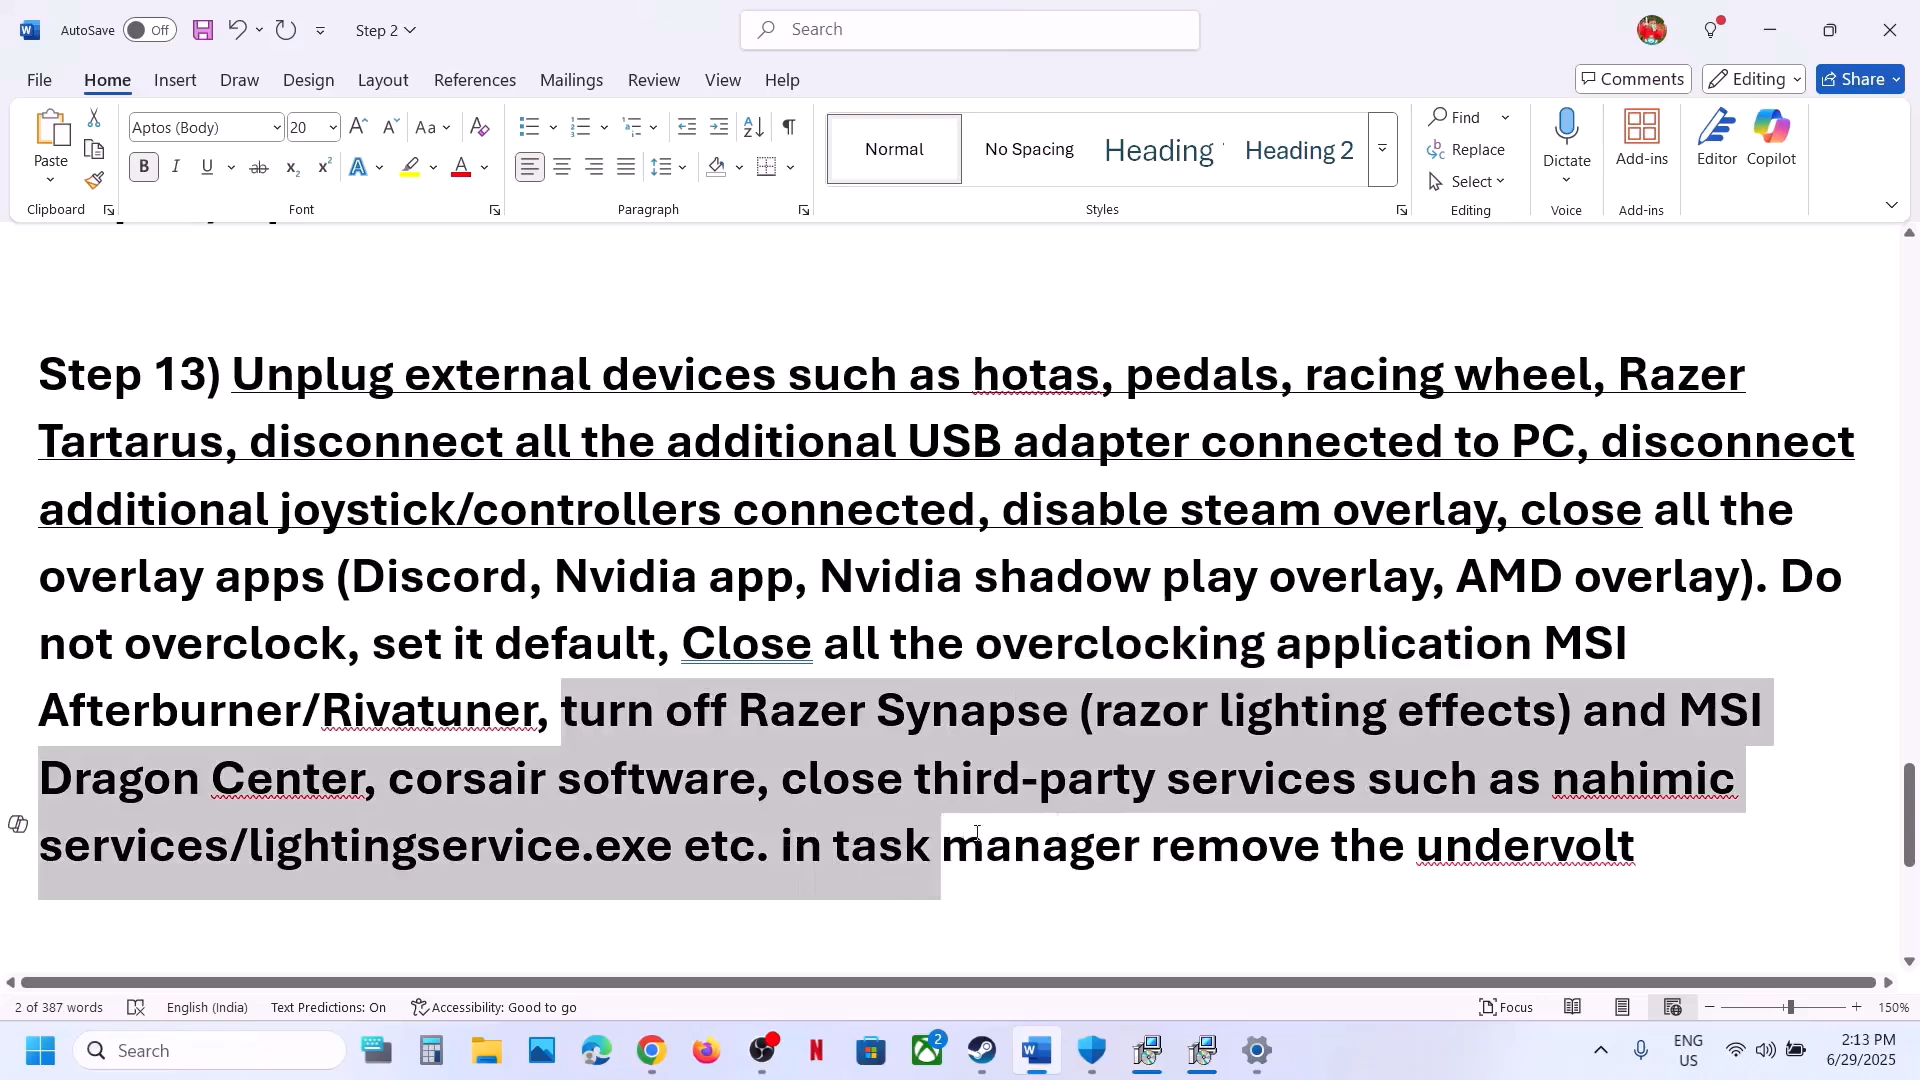 AutoSave Off Step 2 Search
File Home Insert Draw Design Layout References Mailings Review View Help Comments Editing Share
Paste Aptos (Body) 20 Aa Normal No Spacing Heading Heading 2 Find Replace Select Dictate Add-ins Editor Copilot
Clipboard Font Paragraph Styles Editing Voice Add-ins
Step 13) Unplug external devices such as hotas, pedals, racing wheel, Razer
Tartarus, disconnect all the additional USB adapter connected to PC, disconnect
additional joystick/controllers connected, disable steam overlay, close all the
overlay apps (Discord, Nvidia app, Nvidia shadow play overlay, AMD overlay). Do
not overclock, set it default, Close all the overclocking application MSI
Afterburner/Rivatuner, turn off Razer Synapse (razor lighting effects) and MSI
Dragon Center, corsair software, close third-party services such as nahimic
services/lightingservice.exe etc. in task manager remove the undervolt
2 of 387 words English (India) Text Predictions: On Accessibility: Good to go Focus 150%
Search 2 ENG US 2:13 PM 6/29/2025